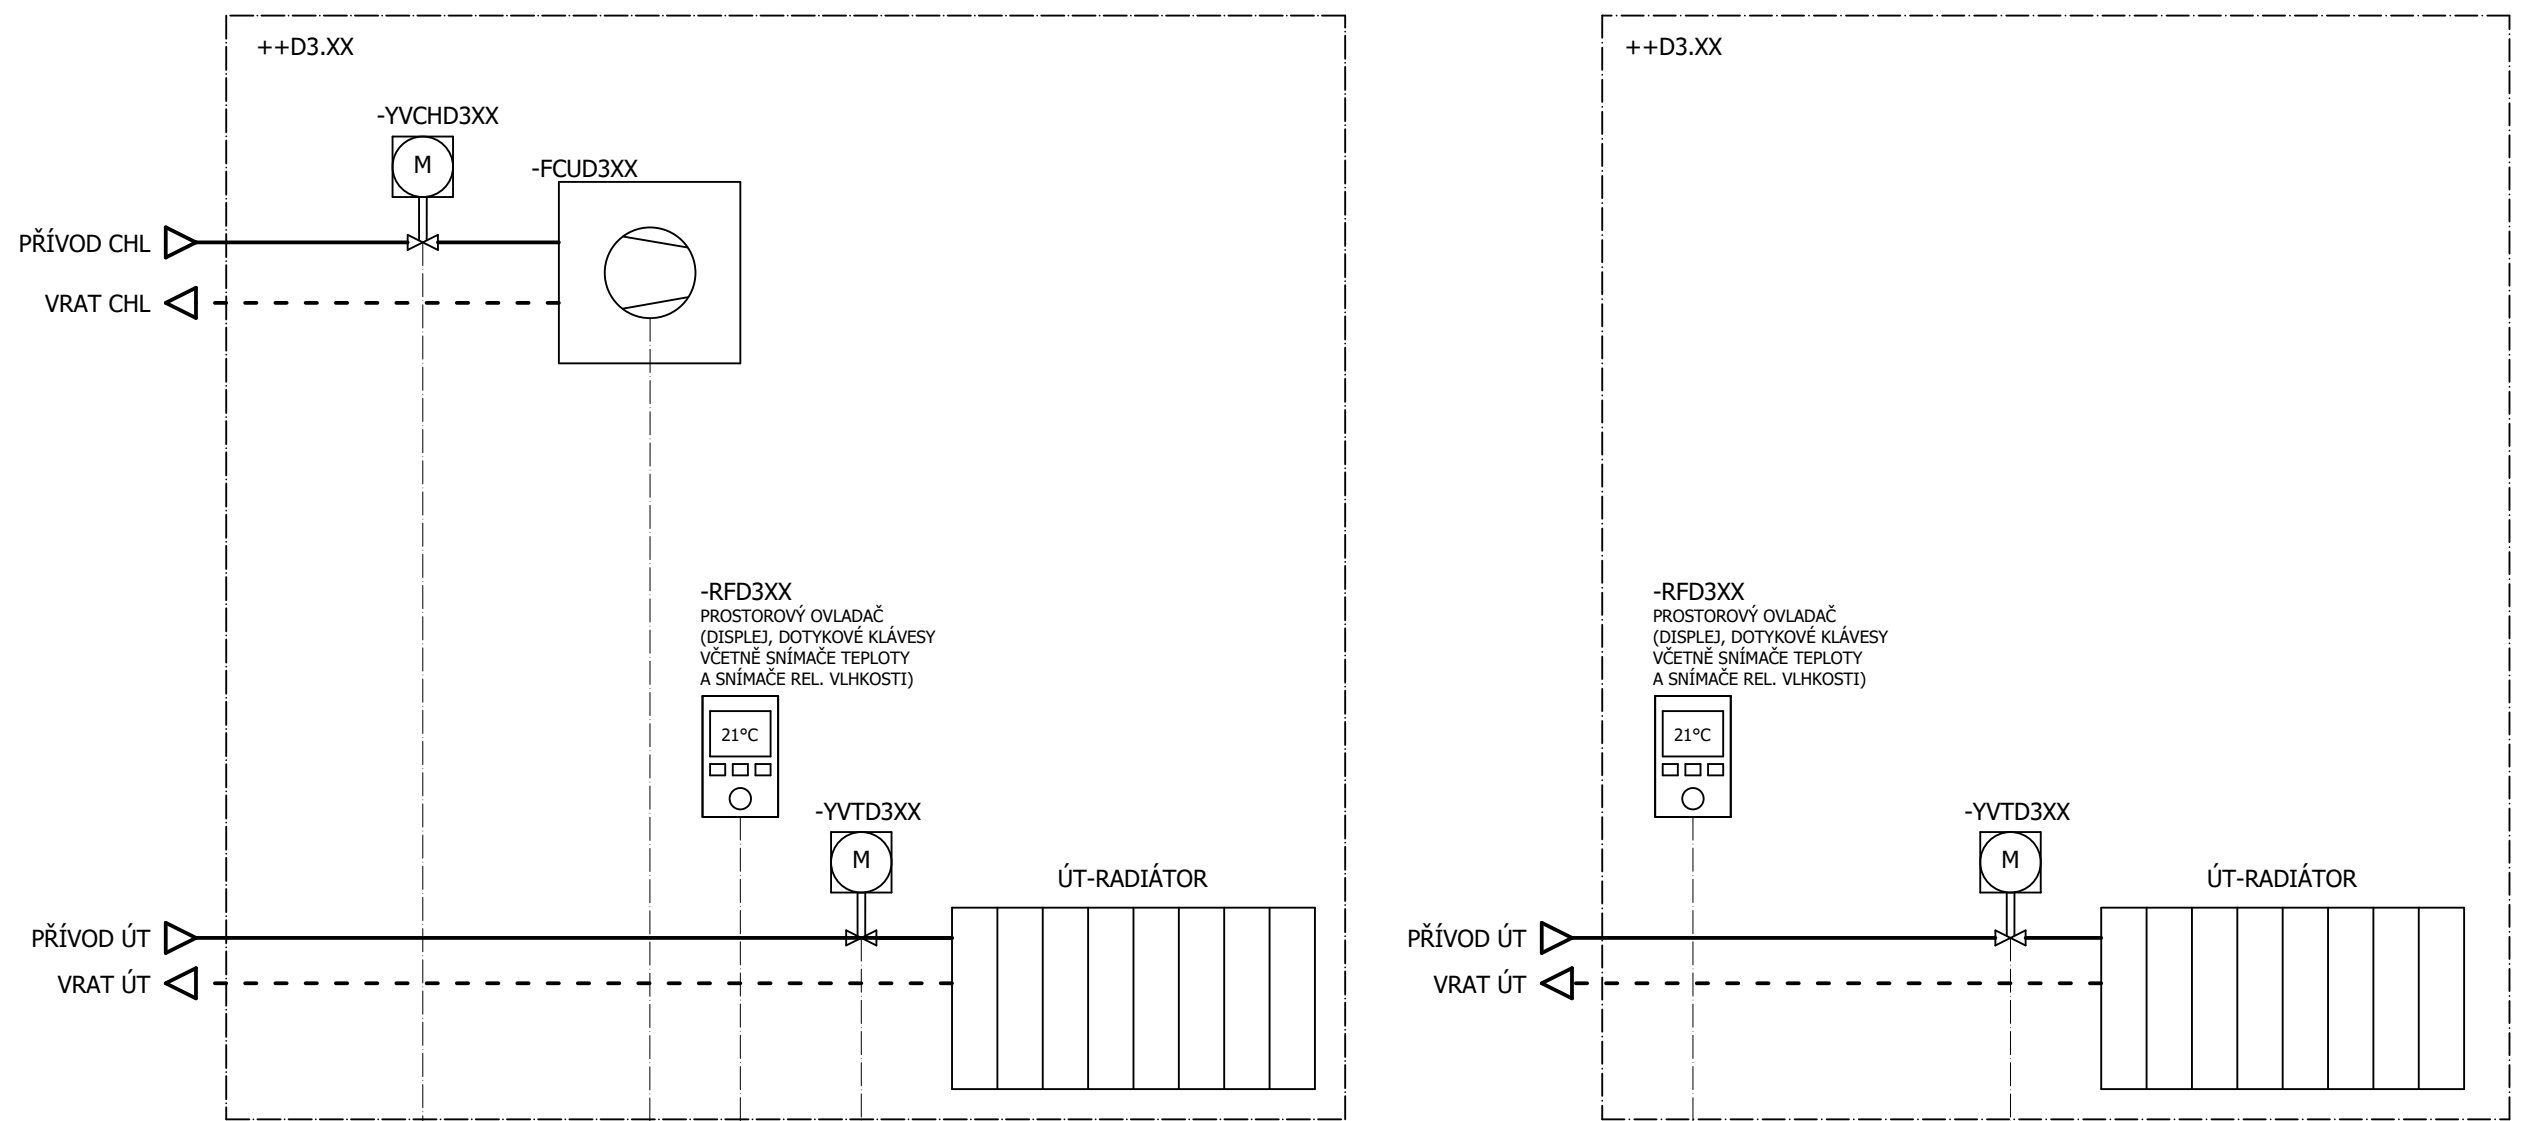 ++D3.XX
-YVCHD3XX
M
-FCUD3XX
PŘÍVOD CHL
VRAT CHL
-RFD3XX
PROSTOROVÝ OVLADAČ
(DISPLEJ, DOTYKOVÉ KLÁVESY
VČETNĚ SNÍMAČE TEPLOTY
A SNÍMAČE REL. VLHKOSTI)
21°C
-YVTD3XX
M
ÚT-RADIÁTOR
PŘÍVOD ÚT
VRAT ÚT
++D3.XX
-RFD3XX
PROSTOROVÝ OVLADAČ
(DISPLEJ, DOTYKOVÉ KLÁVESY
VČETNĚ SNÍMAČE TEPLOTY
A SNÍMAČE REL. VLHKOSTI)
21°C
-YVTD3XX
M
ÚT-RADIÁTOR
PŘÍVOD ÚT
VRAT ÚT